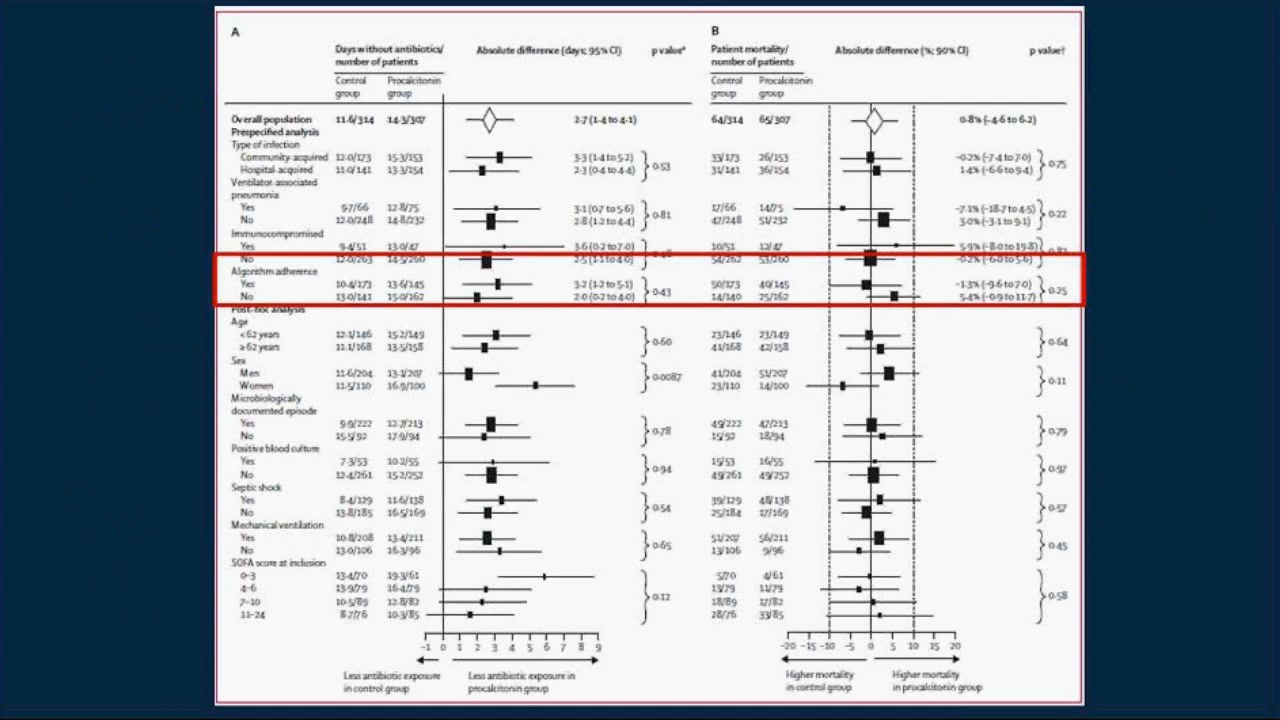 A B
Days without antibiotics/ Absolute difference (days; 95% CI) p value* Patient mortality/ Absolute difference (%; 90% CI) p value†
number of patients number of patients
Control Procalcitonin Control Procalcitonin
group group group group
Overall population 11·6/314 14·3/307 2·7 (1·4 to 4·1) 64/314 65/307 0·8% (-4·6 to 6·2)
Prespecified analysis
Type of infection
Community-acquired 12·0/173 15·3/153 3·3 (1·4 to 5·2) 33/173 26/153 -0·2% (-7·4 to 7·0)
0·53 0·75
Hospital-acquired 11·0/141 13·3/154 2·3 (0·4 to 4·4) 31/141 36/154 1·4% (-6·6 to 9·4)
Ventilator-associated
pneumonia
Yes 9·7/66 12·8/75 3·1 (0·7 to 5·6) 17/66 14/75 -7·1% (-18·7 to 4·5)
0·81 0·22
No 12·0/248 14·8/232 2·8 (1·2 to 4·4) 47/248 51/232 3·0% (-3·1 to 9·1)
Immunocompromised
Yes 9·4/51 13·0/47 3·6 (0·2 to 7·0) 10/51 12/47 5·9% (-8·0 to 19·8)
No 12·0/263 14·5/260 2·5 (1·1 to 4·0) 54/262 53/260 -0·2% (-6·0 to 5·6)
Algorithm adherence
Yes 10·4/173 13·6/145 3·2 (1·2 to 5·1) 50/173 40/145 -1·3% (-9·6 to 7·0)
0·43 0·25
No 13·0/141 15·0/162 2·0 (0·2 to 4·0) 14/140 25/162 5·4% (-0·9 to 11·7)
Post-hoc analysis
Age
<62 years 12·1/146 15·2/149 23/146 23/149
0·60 0·64
≥62 years 11·1/168 13·5/158 41/168 42/158
Sex
Men 11·6/204 13·1/207 41/204 51/207
0·0087 0·11
Women 11·5/110 16·9/100 23/110 14/100
Microbiologically
documented episode
Yes 9·9/222 12·7/213 49/222 47/213
0·78 0·79
No 15·5/92 17·9/94 15/92 18/94
Positive blood culture
Yes 7·3/53 10·2/55 15/53 16/55
0·94 0·97
No 12·4/261 15·2/252 49/261 49/252
Septic shock
Yes 8·4/129 11·6/138 39/129 48/138
0·54 0·57
No 13·8/185 16·5/169 25/184 17/169
Mechanical ventilation
Yes 10·8/208 13·4/211 51/207 56/211
0·65 0·45
No 13·0/106 16·3/96 13/106 9/96
SOFA score at inclusion
0–3 13·4/70 19·3/61 5/70 4/61
4–6 13·9/79 16·4/79 13/79 11/79
0·12 0·58
7–10 10·5/89 12·8/82 18/89 17/82
11–24 8·7/76 10·3/85 28/76 33/85
-1 0 1 2 3 4 5 6 7 8 9 -20 -15 -10 -5 0 5 10 15 20
Less antibiotic exposure Less antibiotic exposure in Higher mortality Higher mortality
in control group procalcitonin group in control group in procalcitonin group